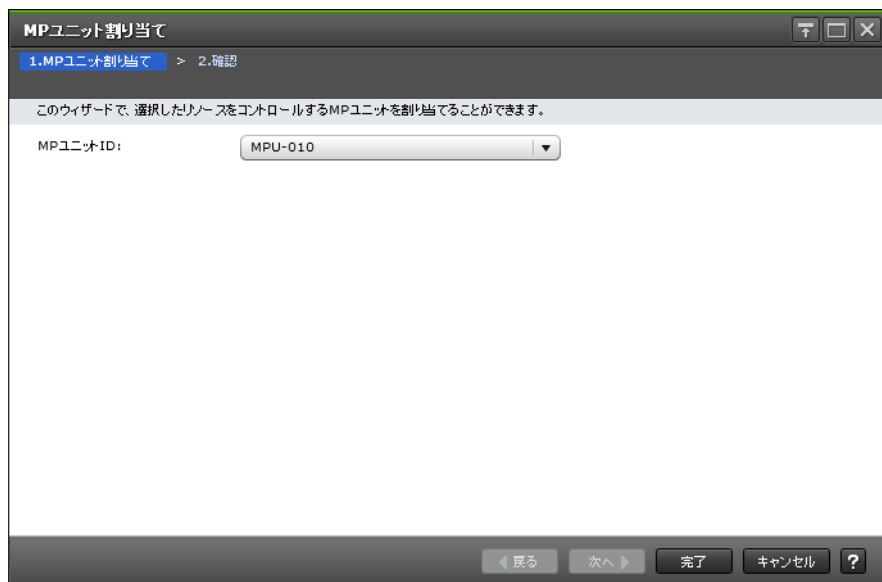 MPユニット割り当て
1.MPユニット割り当て > 2.確認
このウィザードで、選択したリソースをコントロールするMPユニットを割り当てることができます。
MPユニットID: MPU-010
戻る 次へ 完了 キャンセル ?